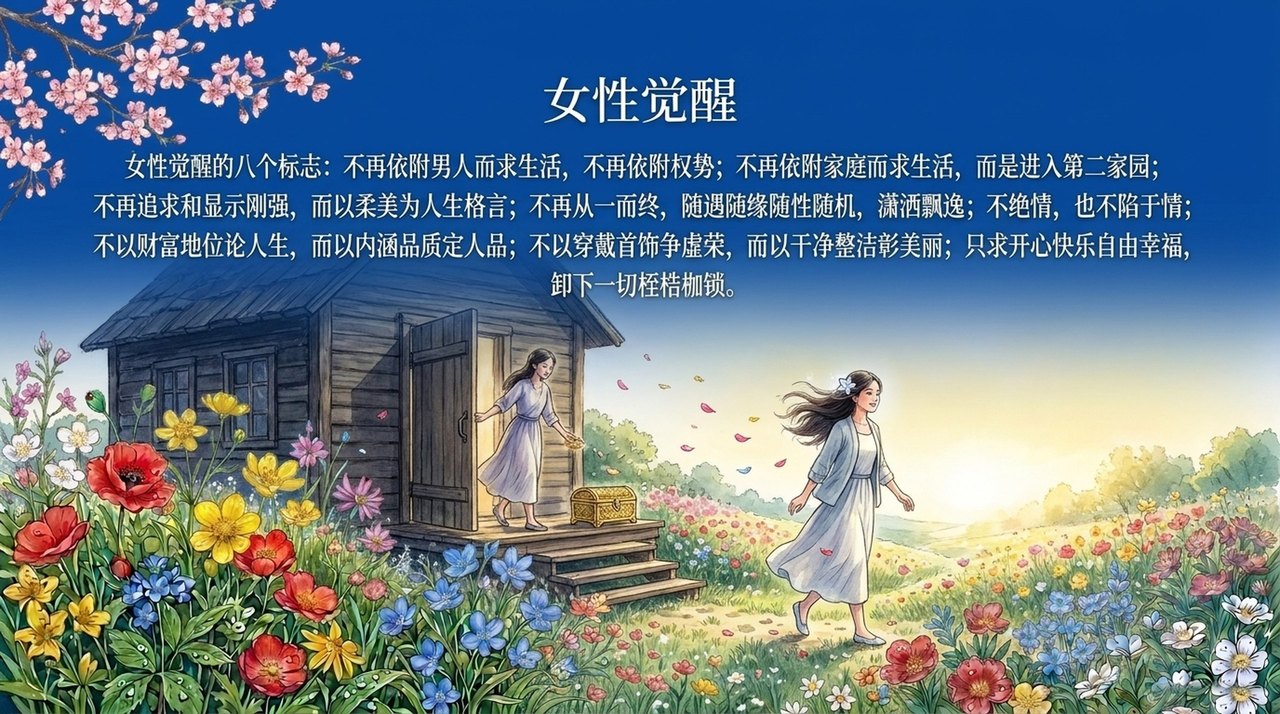 女性觉醒
女性觉醒的八个标志：不再依附男人而求生活，不再依附权势；不再依附家庭而求生活，而是进入第二家园；
不再追求和显示刚强，而以柔美为人生格言；不再从一而终，随遇随缘随性随机，潇洒飘逸；不绝情，也不陷于情；
不以财富地位论人生，而以内涵品质定人品；不以穿戴首饰争虚荣，而以干净整洁彰美丽；只求开心快乐自由幸福，
卸下一切桎梏枷锁。